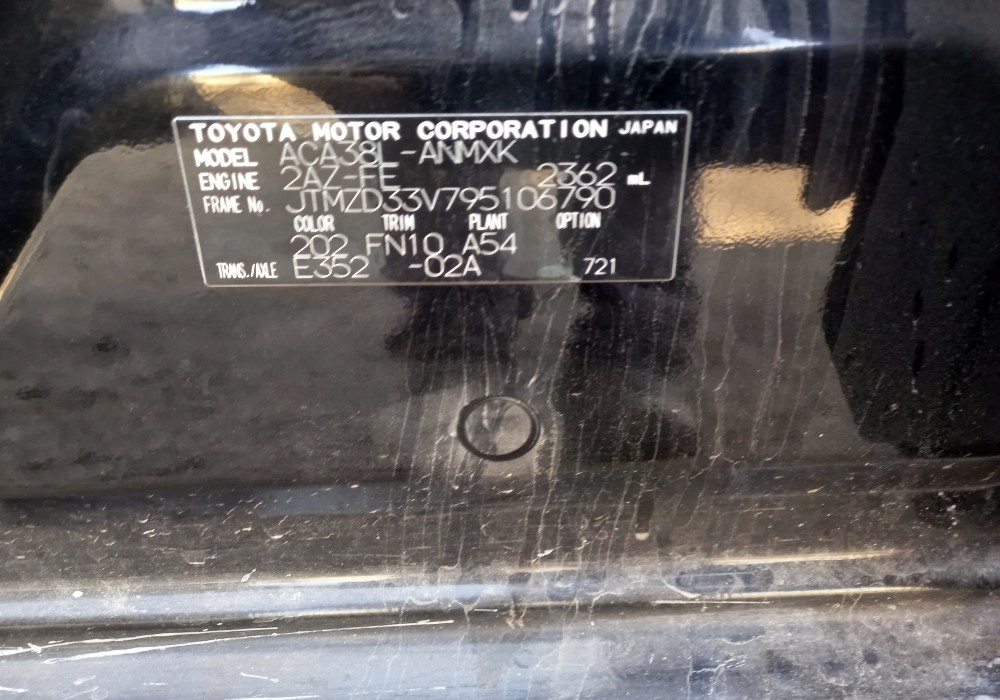 TOYOTA MOTOR CORPORATION JAPAN
MODEL ACA38L-ANMXK
ENGINE 2AZ-FE 2362 mL
FRAME No. JTMZD33V795106790
COLOR TRIM PLANT OPTION
202 FN10 A54
TRANS./AXLE E352 -02A 721